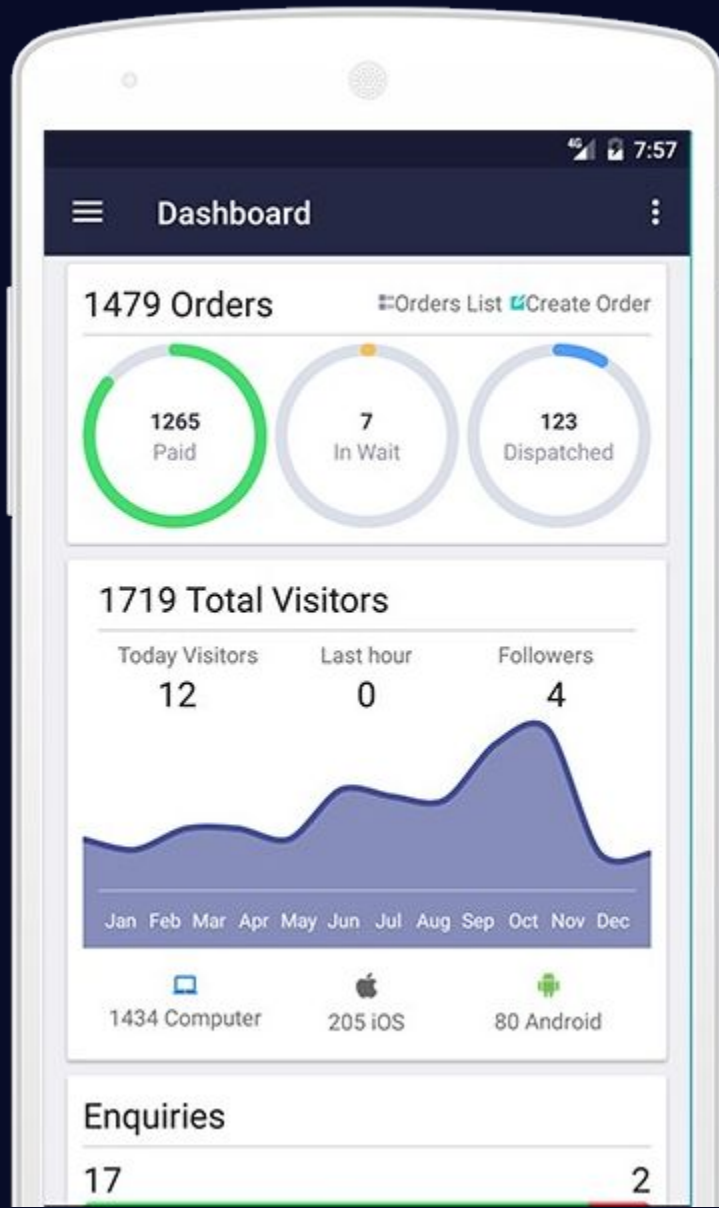 4G 7:57
Dashboard
1479 Orders Orders List Create Order
1265 7 123
Paid In Wait Dispatched
1719 Total Visitors
Today Visitors Last hour Followers
12 0 4
Jan Feb Mar Apr May Jun Jul Aug Sep Oct Nov Dec
1434 Computer 205 iOS 80 Android
Enquiries
17 2